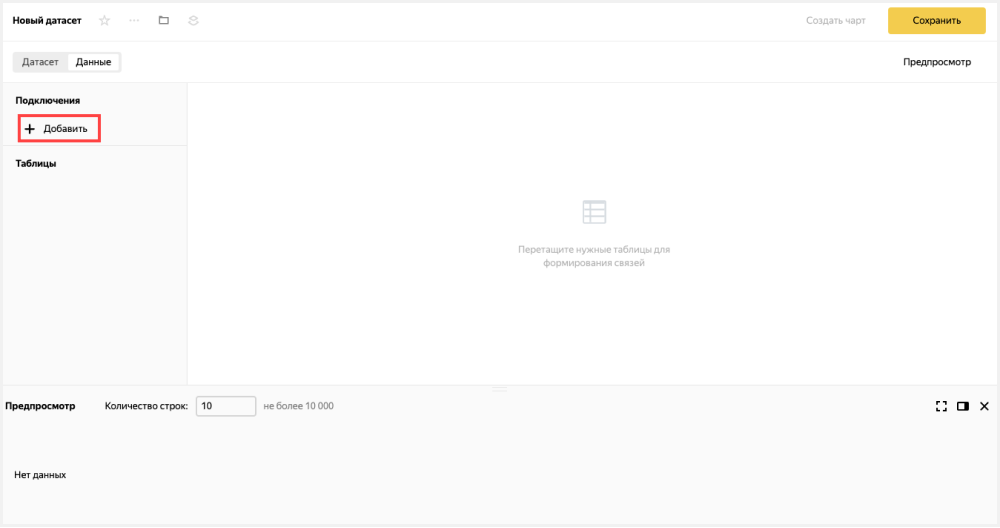 Новый датасет
Создать чарт
Сохранить
Датасет
Данные
Предпросмотр
Подключения
Добавить
Таблицы
Перетащите нужные таблицы для
формирования связей
Предпросмотр
Количество строк: 10 не более 10 000
Нет данных